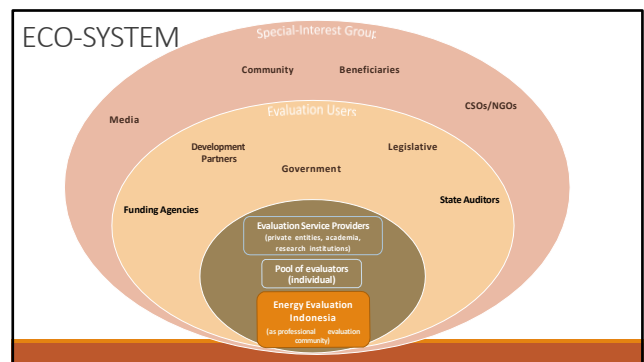 ECO-SYSTEM
Special-Interest Group
Community
Beneficiaries
Media
CSOs/NGOs
Evaluation Users
Development
Partners
Legislative
Government
Funding Agencies
State Auditors
Evaluation Service Providers
(private entities, academia,
research institutions)
Pool of evaluators
(individual)
Energy Evaluation
Indonesia
(as professional evaluation
community)